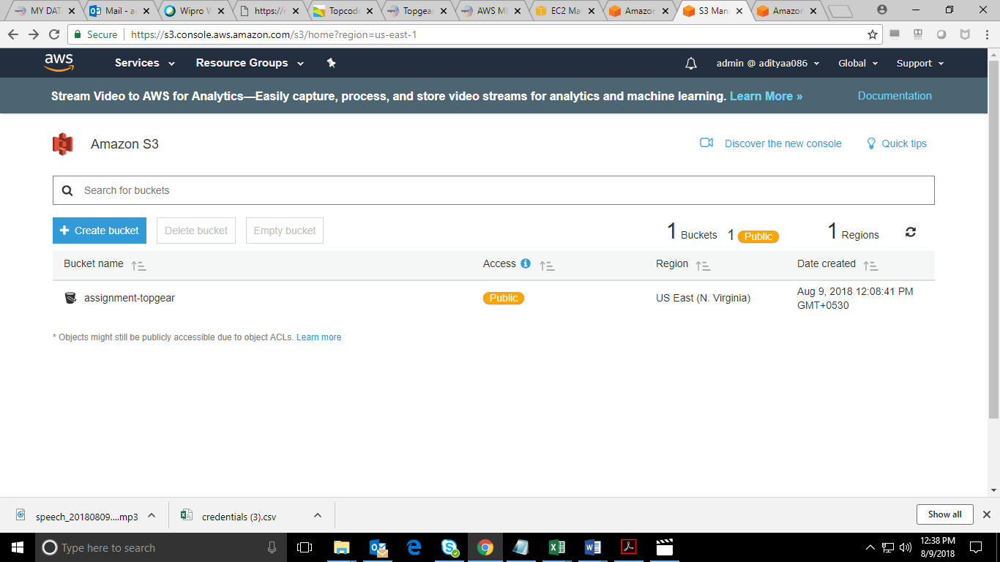 MY DAT
Mail - a
Wipro W
https://r
Topcode
Topgear
AWS ML
EC2 Ma
Amazon
S3 Man
Amazon
Secure | https://s3.console.aws.amazon.com/s3/home?region=us-east-1
aws Services Resource Groups admin @ adityaa086 Global Support
Stream Video to AWS for Analytics—Easily capture, process, and store video streams for analytics and machine learning. Learn More » Documentation
Amazon S3 Discover the new console Quick tips
Search for buckets
+ Create bucket Delete bucket Empty bucket 1 Buckets 1 Public 1 Regions
Bucket name Access Region Date created
assignment-topgear Public US East (N. Virginia) Aug 9, 2018 12:08:41 PM
GMT+0530
* Objects might still be publicly accessible due to object ACLs. Learn more
speech_20180809....mp3 credentials (3).csv Show all
Type here to search 12:38 PM
8/9/2018